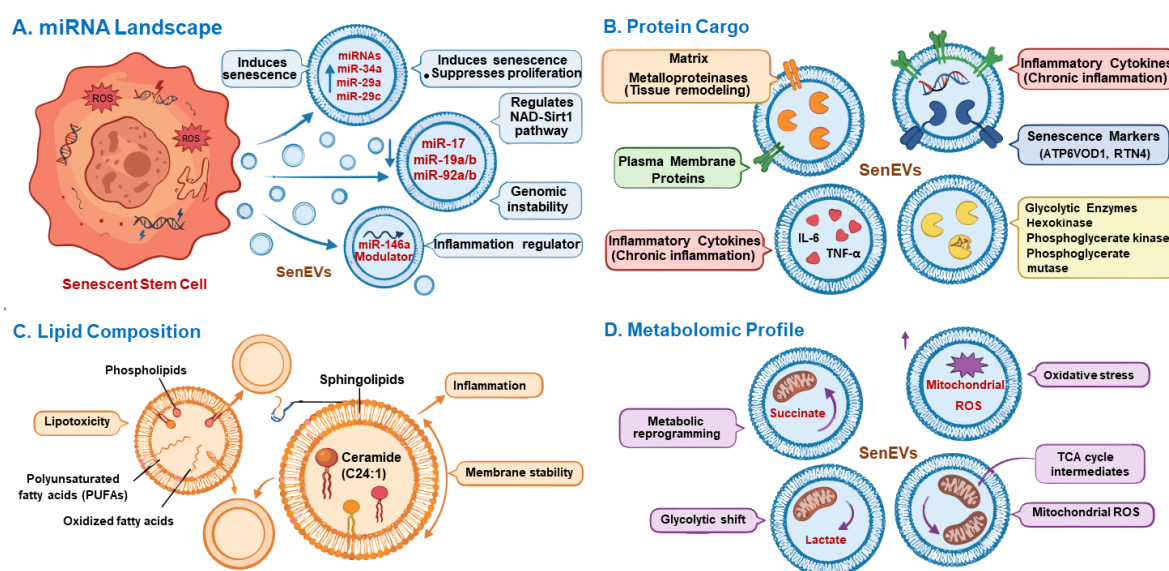 A. miRNA Landscape
ROS
ROS
Senescent Stem Cell
Induces
senescence
miRNAs
miR-34a
miR-29a
miR-29c
Induces senescence
• Suppresses proliferation
Regulates
NAD-Sirt1
pathway
miR-17
miR-19a/b
miR-92a/b
Genomic
instability
miR-146a
Modulator
Inflammation regulator
SenEVs
B. Protein Cargo
Matrix
Metalloproteinases
(Tissue remodeling)
Inflammatory Cytokines
(Chronic inflammation)
Plasma Membrane
Proteins
SenEVs
Senescence Markers
(ATP6VOD1, RTN4)
Inflammatory Cytokines
(Chronic inflammation)
IL-6
TNF-α
Glycolytic Enzymes
Hexokinase
Phosphoglycerate kinase
Phosphoglycerate
mutase
C. Lipid Composition
Phospholipids
Sphingolipids
Inflammation
Lipotoxicity
Ceramide
(C24:1)
Membrane stability
Polyunsaturated
fatty acids (PUFAs)
Oxidized fatty acids
D. Metabolomic Profile
Succinate
Mitochondrial
ROS
Oxidative stress
Metabolic
reprogramming
SenEVs
TCA cycle
intermediates
Glycolytic shift
Lactate
Mitochondrial ROS